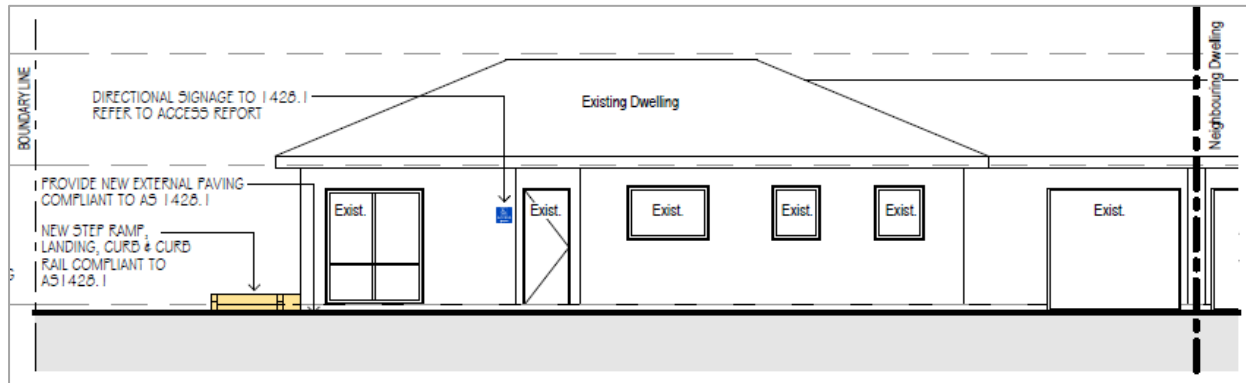 BOUNDARY LINE
DIRECTIONAL SIGNAGE TO 1428.1
REFER TO ACCESS REPORT
Existing Dwelling
Neighbouring Dwelling
PROVIDE NEW EXTERNAL PAVING
COMPLIANT TO AS 1428.1
NEW STEP RAMP,
LANDING, CURB & CURB
RAIL COMPLIANT TO
AS1428.1
Exist.
Exist.
Exist.
Exist.
Exist.
Exist.